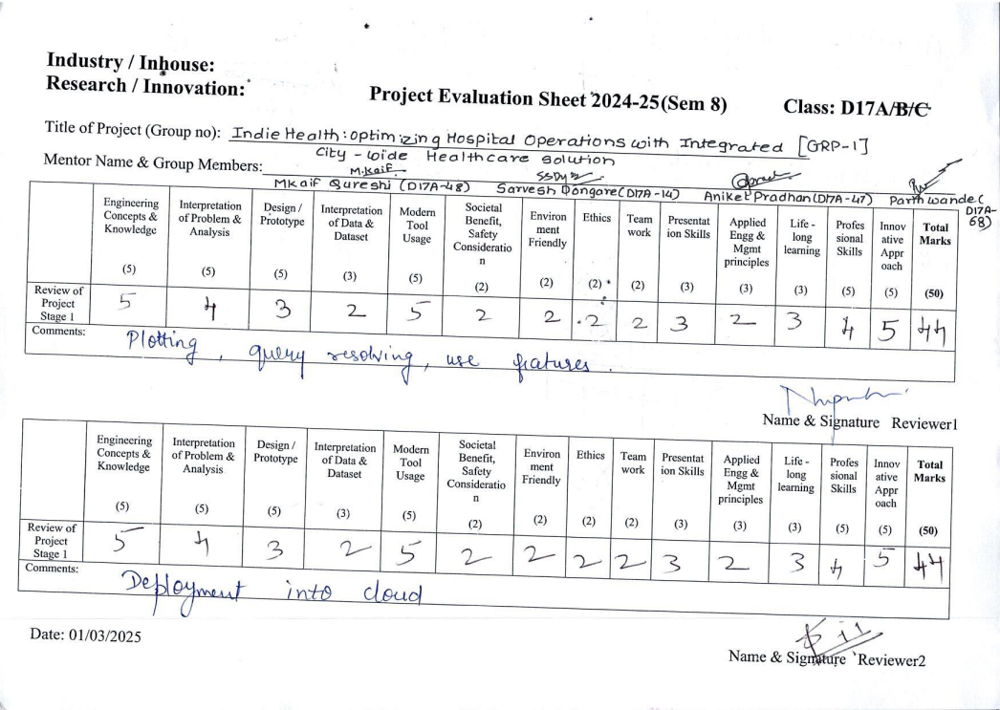 Industry / Inhouse:
Research / Innovation:
Project Evaluation Sheet 2024-25(Sem 8)
Class: D17A/B/C
Title of Project (Group no): Indie Health: Optimizing Hospital Operations with Integrated [GRP-1]
City - wide Healthcare solution
Mentor Name & Group Members:
M.Kaif
MKaif Qureshi (D17A-48) Sarvesh Dongare (D17A-14) Aniket Pradhan (D17A-47) Parth wande (D17A-68)
Engineering Concepts & Knowledge (5) Interpretation of Problem & Analysis (5) Design / Prototype (5) Interpretation of Data & Dataset (3) Modern Tool Usage (5) Societal Benefit, Safety Consideration (2) Environment Friendly (2) Ethics (2) Team work (2) Presentation Skills (3) Applied Engg & Mgmt principles (3) Life - long learning (3) Professional Skills (5) Innovative Approach (5) Total Marks (50)
Review of Project Stage 1 5 4 3 2 5 2 2 2 2 3 2 3 4 5 44
Comments: Plotting, query resolving, use features.
Name & Signature Reviewer1
Engineering Concepts & Knowledge (5) Interpretation of Problem & Analysis (5) Design / Prototype (5) Interpretation of Data & Dataset (3) Modern Tool Usage (5) Societal Benefit, Safety Consideration (2) Environment Friendly (2) Ethics (2) Team work (2) Presentation Skills (3) Applied Engg & Mgmt principles (3) Life - long learning (3) Professional Skills (5) Innovative Approach (5) Total Marks (50)
Review of Project Stage 1 5 4 3 2 5 2 2 2 2 3 2 3 4 5 44
Comments: Deployment into cloud
Date: 01/03/2025
Name & Signature Reviewer2